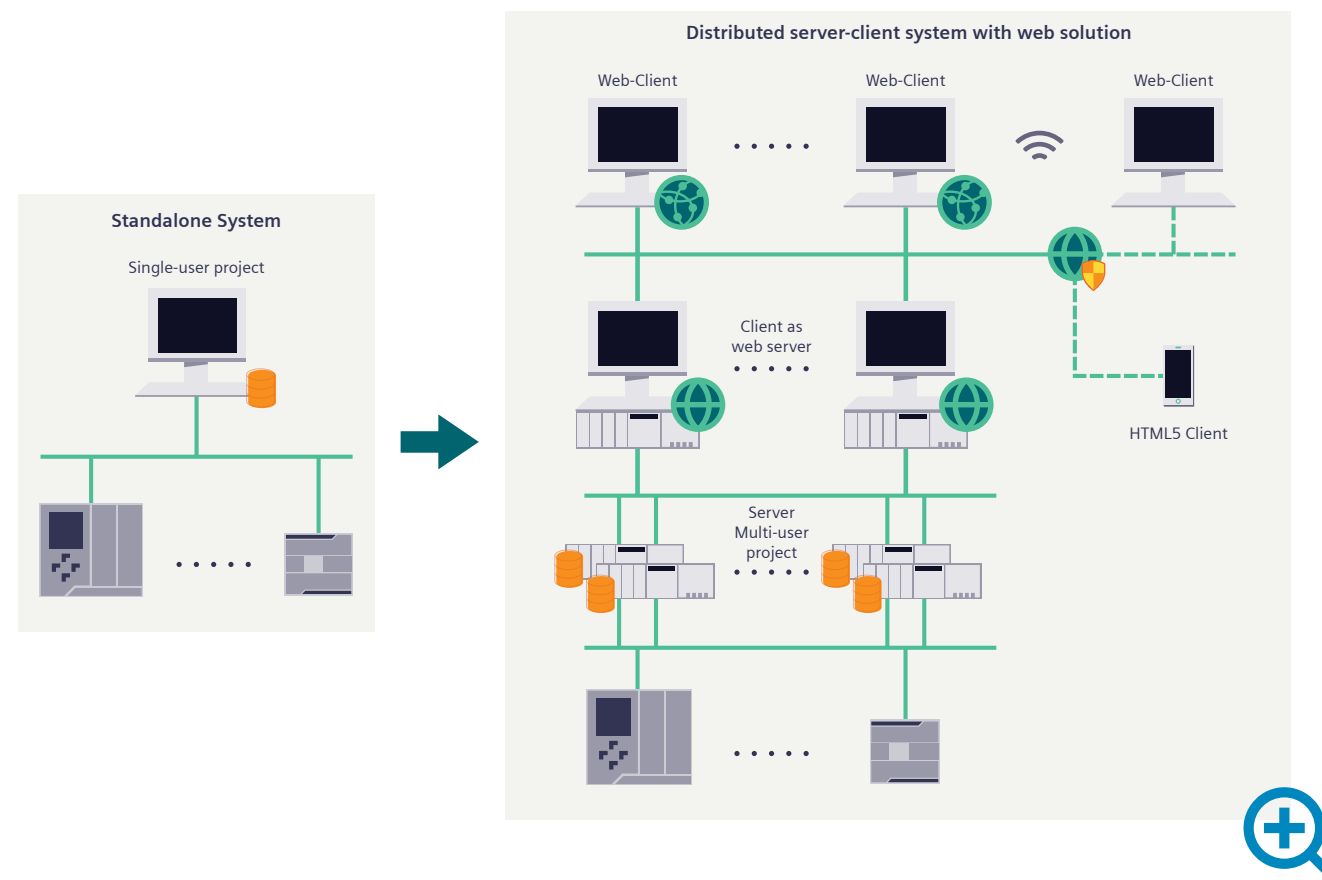 Distributed server-client system with web solution
Web-Client
Web-Client
Web-Client
Standalone System
Single-user project
Client as
web server
HTML5 Client
Server
Multi-user
project